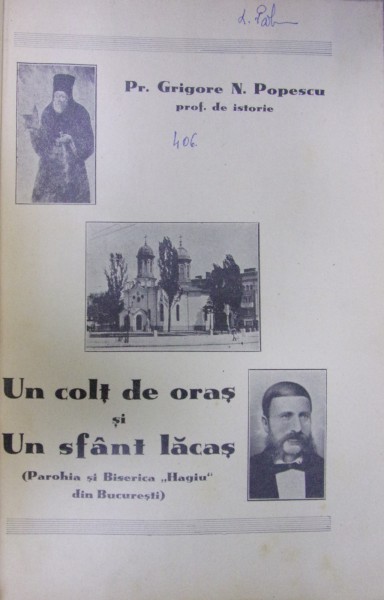 Pr. Grigore N. Popescu
prof. de istorie
406
Un colț de oraș
și
Un sfânt lăcaș
(Parohia și Biserica „Hagiu“
din București)